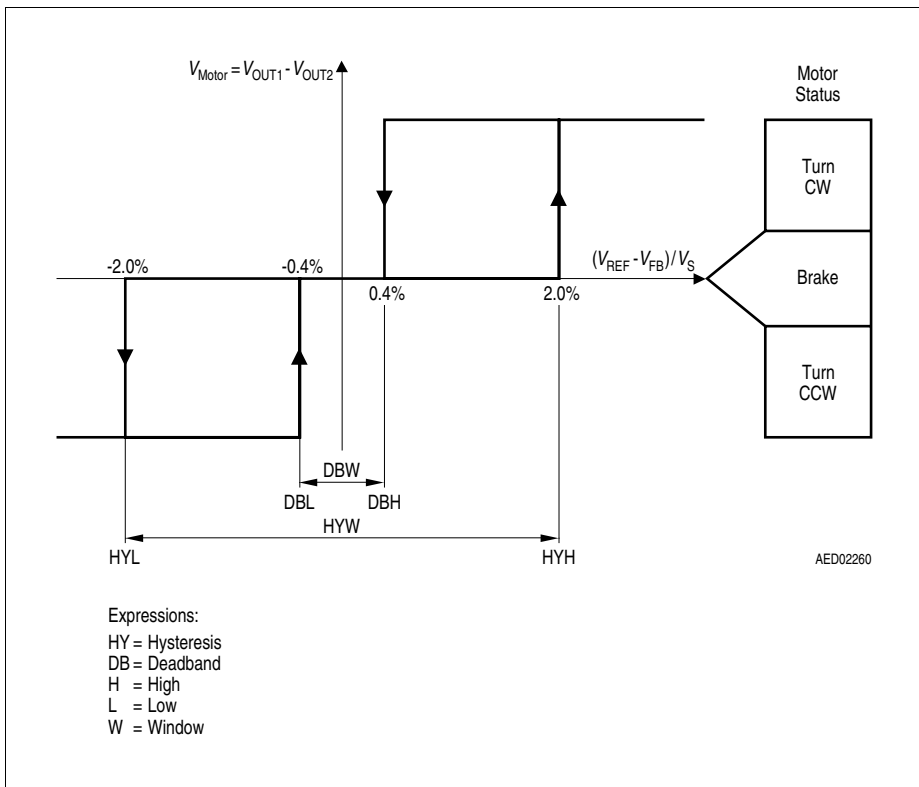 V_Motor = V_OUT1 - V_OUT2
Motor
Status
Turn
CW
-2.0%
-0.4%
(V_REF - V_FB) / V_S
Brake
0.4%
2.0%
Turn
CCW
DBW
DBL
DBH
HYW
HYL
HYH
AED02260
Expressions:
HY = Hysteresis
DB = Deadband
H = High
L = Low
W = Window